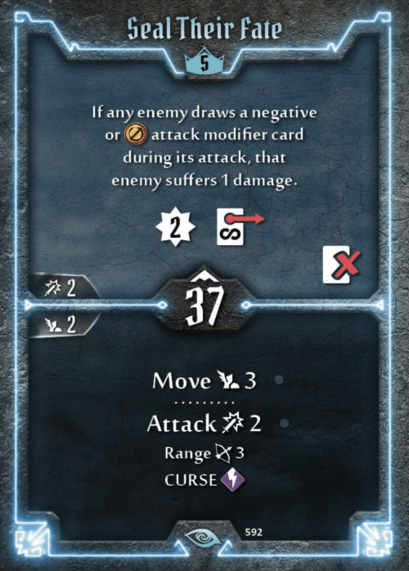 Seal Their Fate
5
If any enemy draws a negative
or attack modifier card
during its attack, that
enemy suffers 1 damage.
2
2
37
2
Move 3
Attack 2
Range 3
CURSE
592